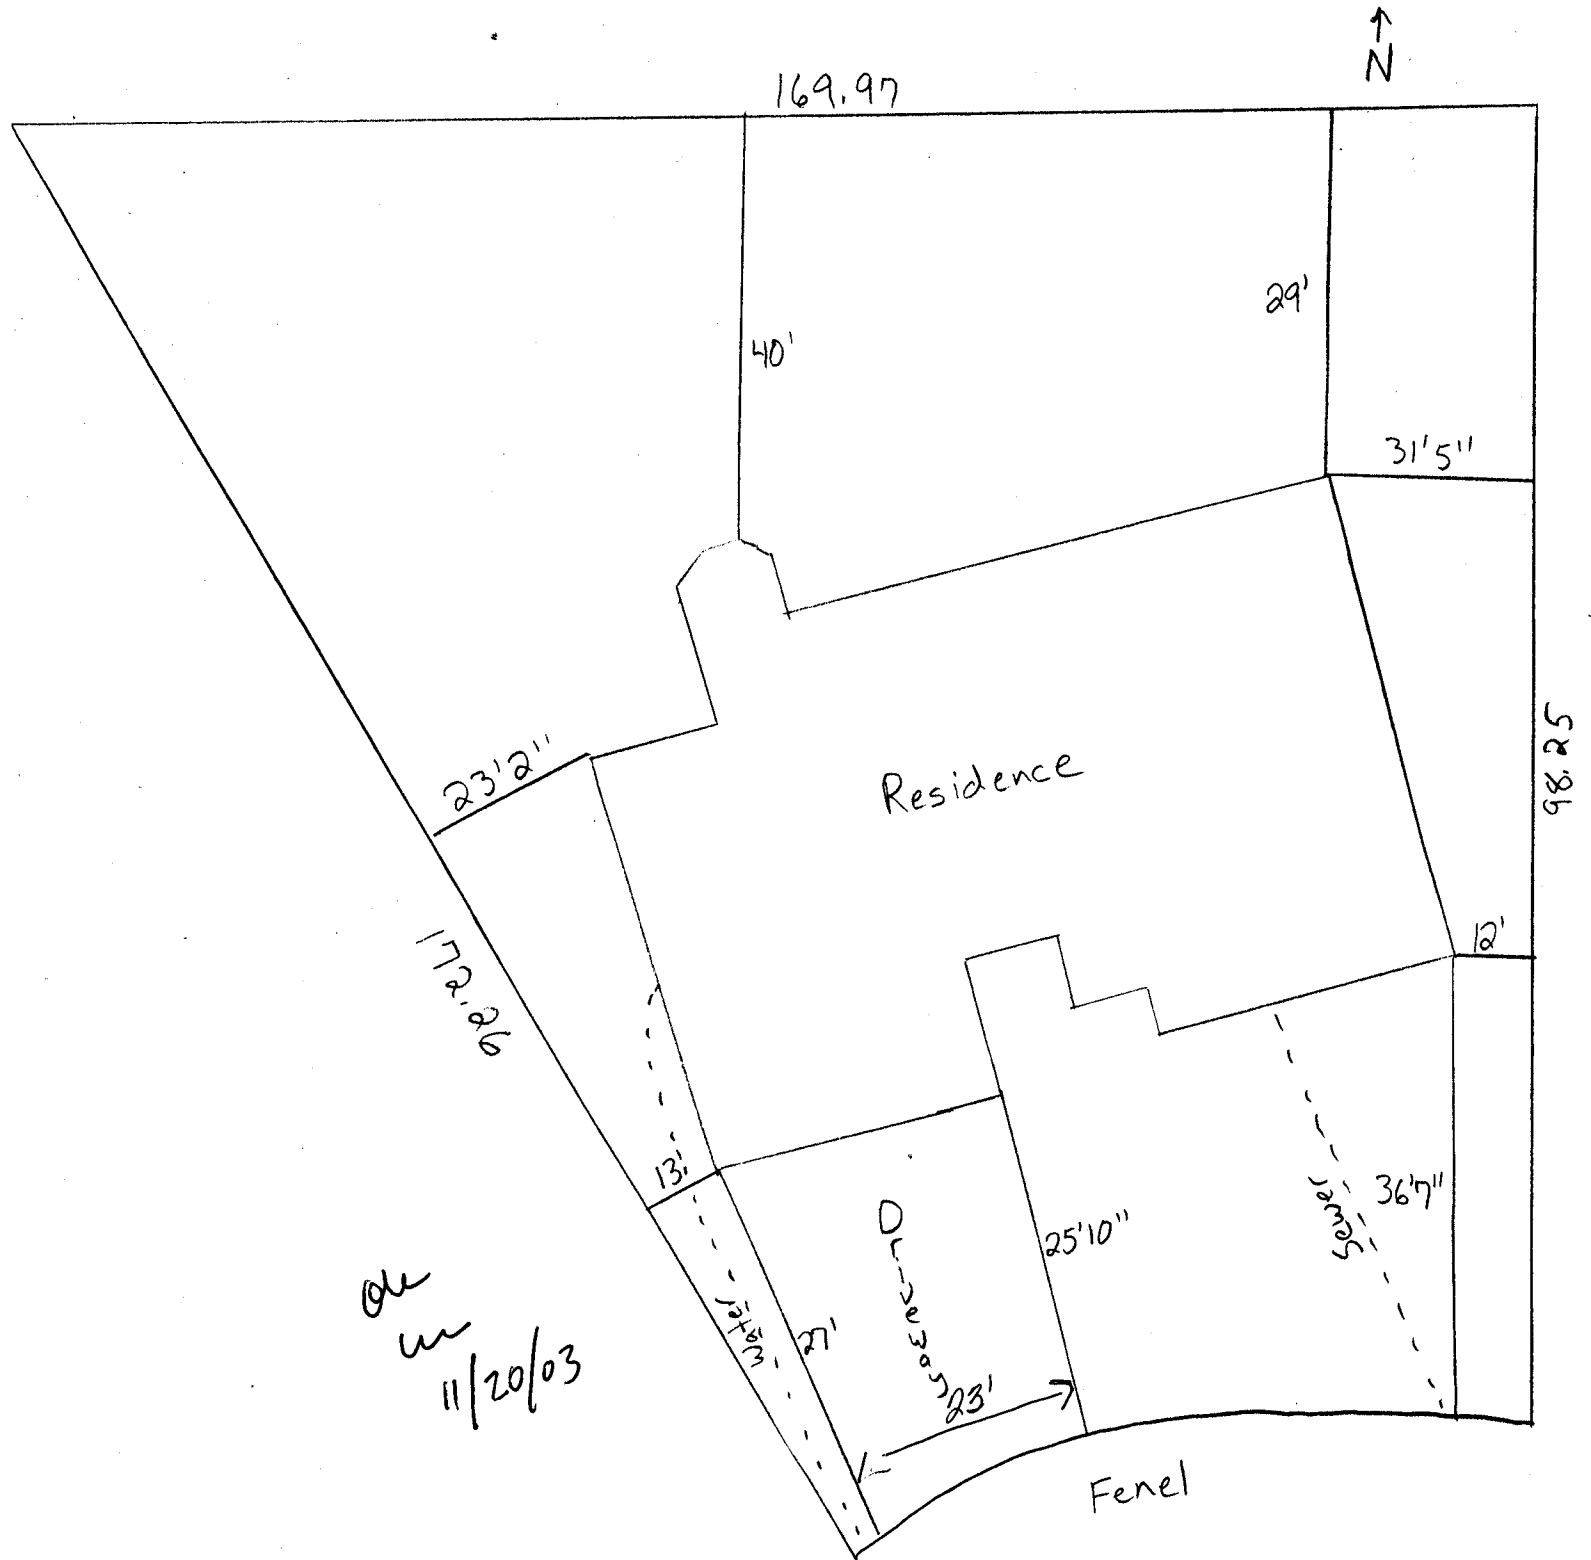 N
169.97
29'
40'
31'5"
23'2"
Residence
98.25
12'
172.26
13'
Driveway
36'7"
Sewer
25'10"
Water
27'
23'
11/20/03
Fenel